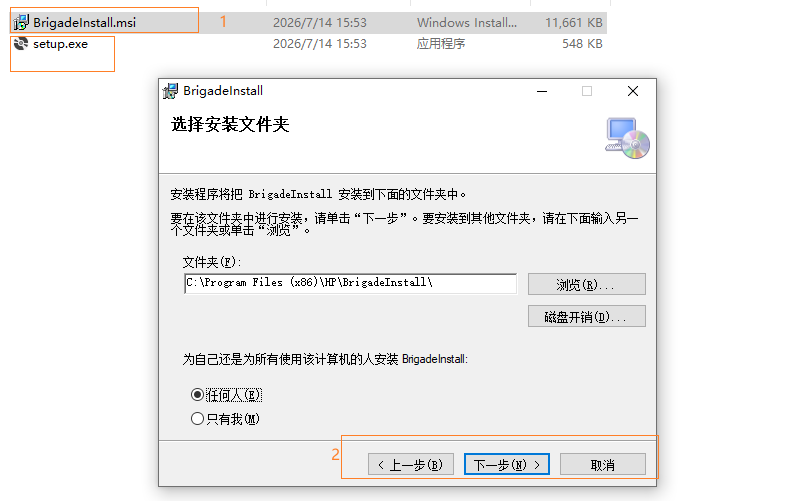 BrigadeInstall.msi 1 2026/7/14 15:53 Windows Install... 11,661 KB
setup.exe 2026/7/14 15:53 应用程序 548 KB
BrigadeInstall
选择安装文件夹
安装程序将把 BrigadeInstall 安装到下面的文件夹中。
要在该文件夹中进行安装，请单击“下一步”。要安装到其他文件夹，请在下面输入另一
个文件夹或单击“浏览”。
文件夹(F):
C:\Program Files (x86)\HP\BrigadeInstall\
浏览(R)...
磁盘开销(D)...
为自己还是为所有使用该计算机的人安装 BrigadeInstall:
任何人(E)
只有我(M)
2
< 上一步(B) 下一步(N) > 取消